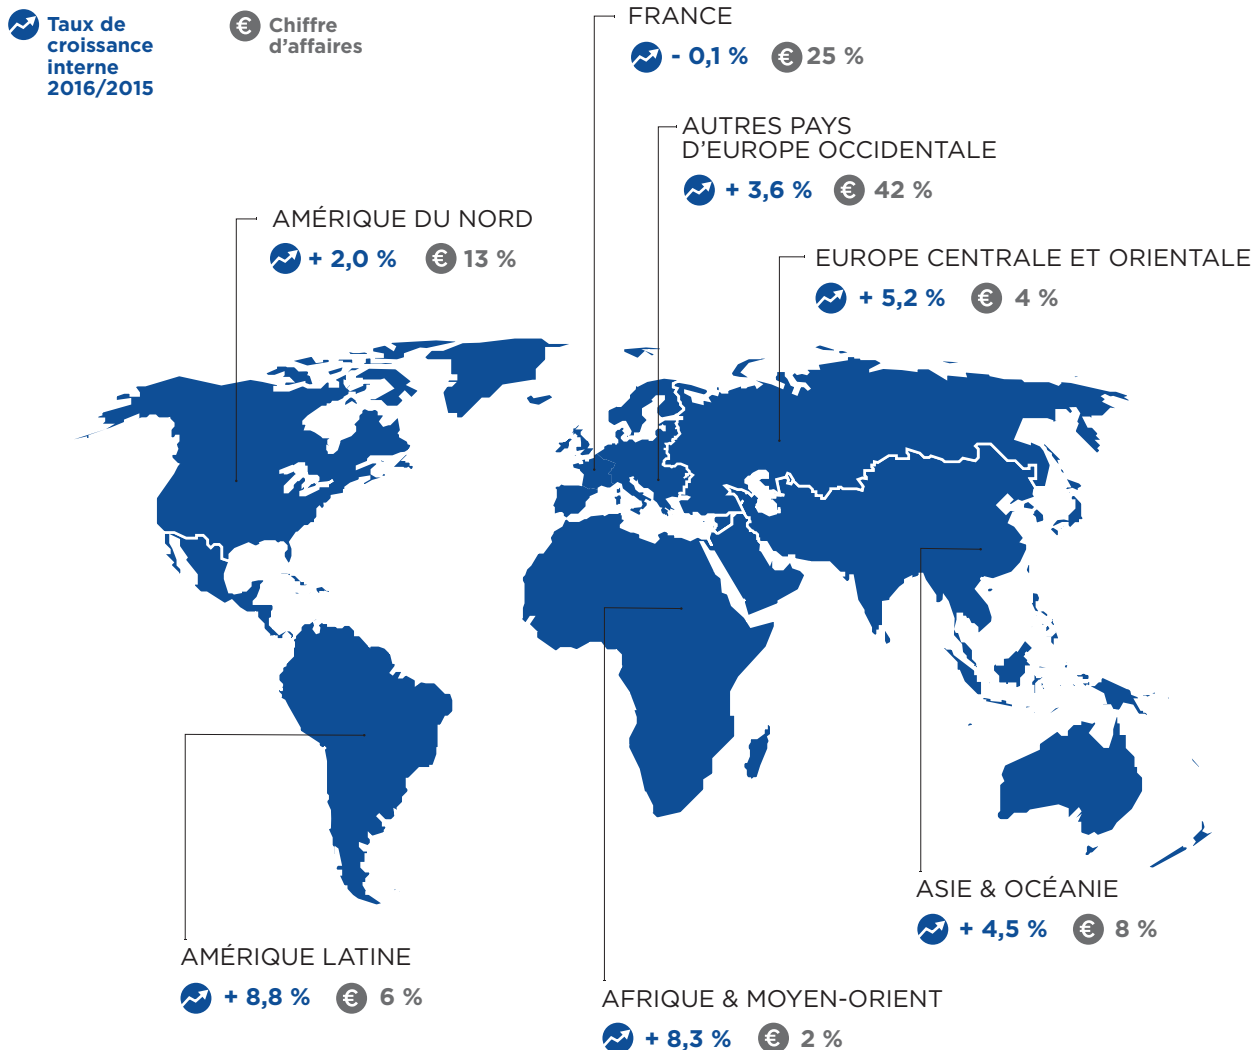 Taux de
croissance
interne
2016/2015
€ Chiffre
d'affaires
FRANCE
- 0,1 % € 25 %
AUTRES PAYS
D'EUROPE OCCIDENTALE
+ 3,6 % € 42 %
AMÉRIQUE DU NORD
+ 2,0 % € 13 %
EUROPE CENTRALE ET ORIENTALE
+ 5,2 % € 4 %
ASIE & OCÉANIE
+ 4,5 % € 8 %
AMÉRIQUE LATINE
+ 8,8 % € 6 %
AFRIQUE & MOYEN-ORIENT
+ 8,3 % € 2 %